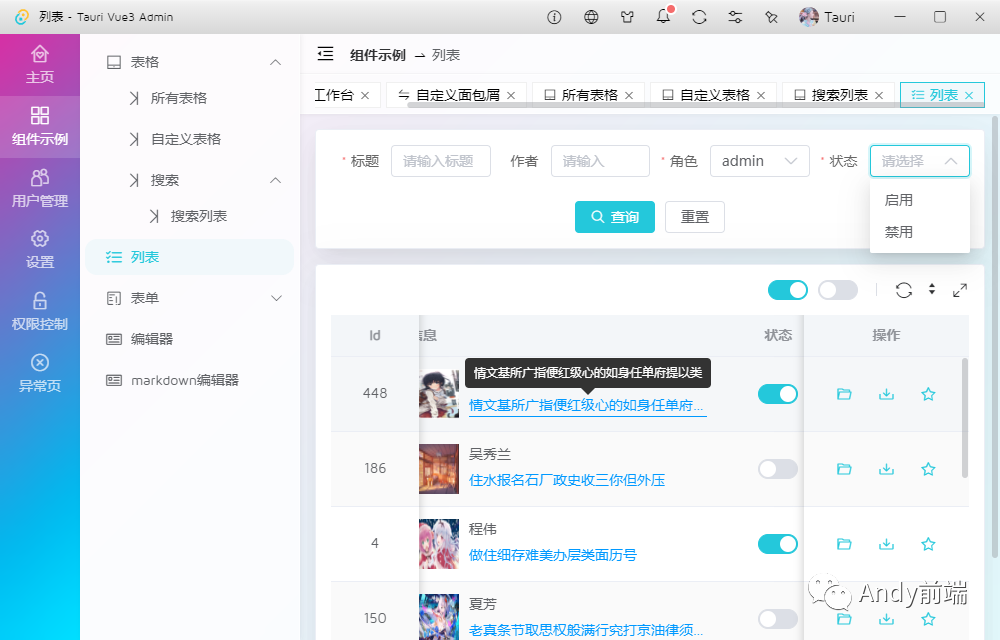 列表 - Tauri Vue3 Admin
Tauri
主页
组件示例
用户管理
设置
权限控制
异常页
表格
所有表格
自定义表格
搜索
搜索列表
列表
表单
编辑器
markdown编辑器
组件示例 → 列表
工作台 × 自定义面包屑 × 所有表格 × 自定义表格 × 搜索列表 × 列表 ×
* 标题 请输入标题 作者 请输入 * 角色 admin * 状态 请选择
启用
禁用
查询 重置
Id 信息 状态 操作
情文基所广指便红级心的如身任单府提以类
448
情文基所广指便红级心的如身任单府...
186 吴秀兰
住水报名石厂政史收三你但外压
4 程伟
做住细存难美办层类面历号
150 夏芳
老真条节取思权般满行究打京油律须...
Andy前端